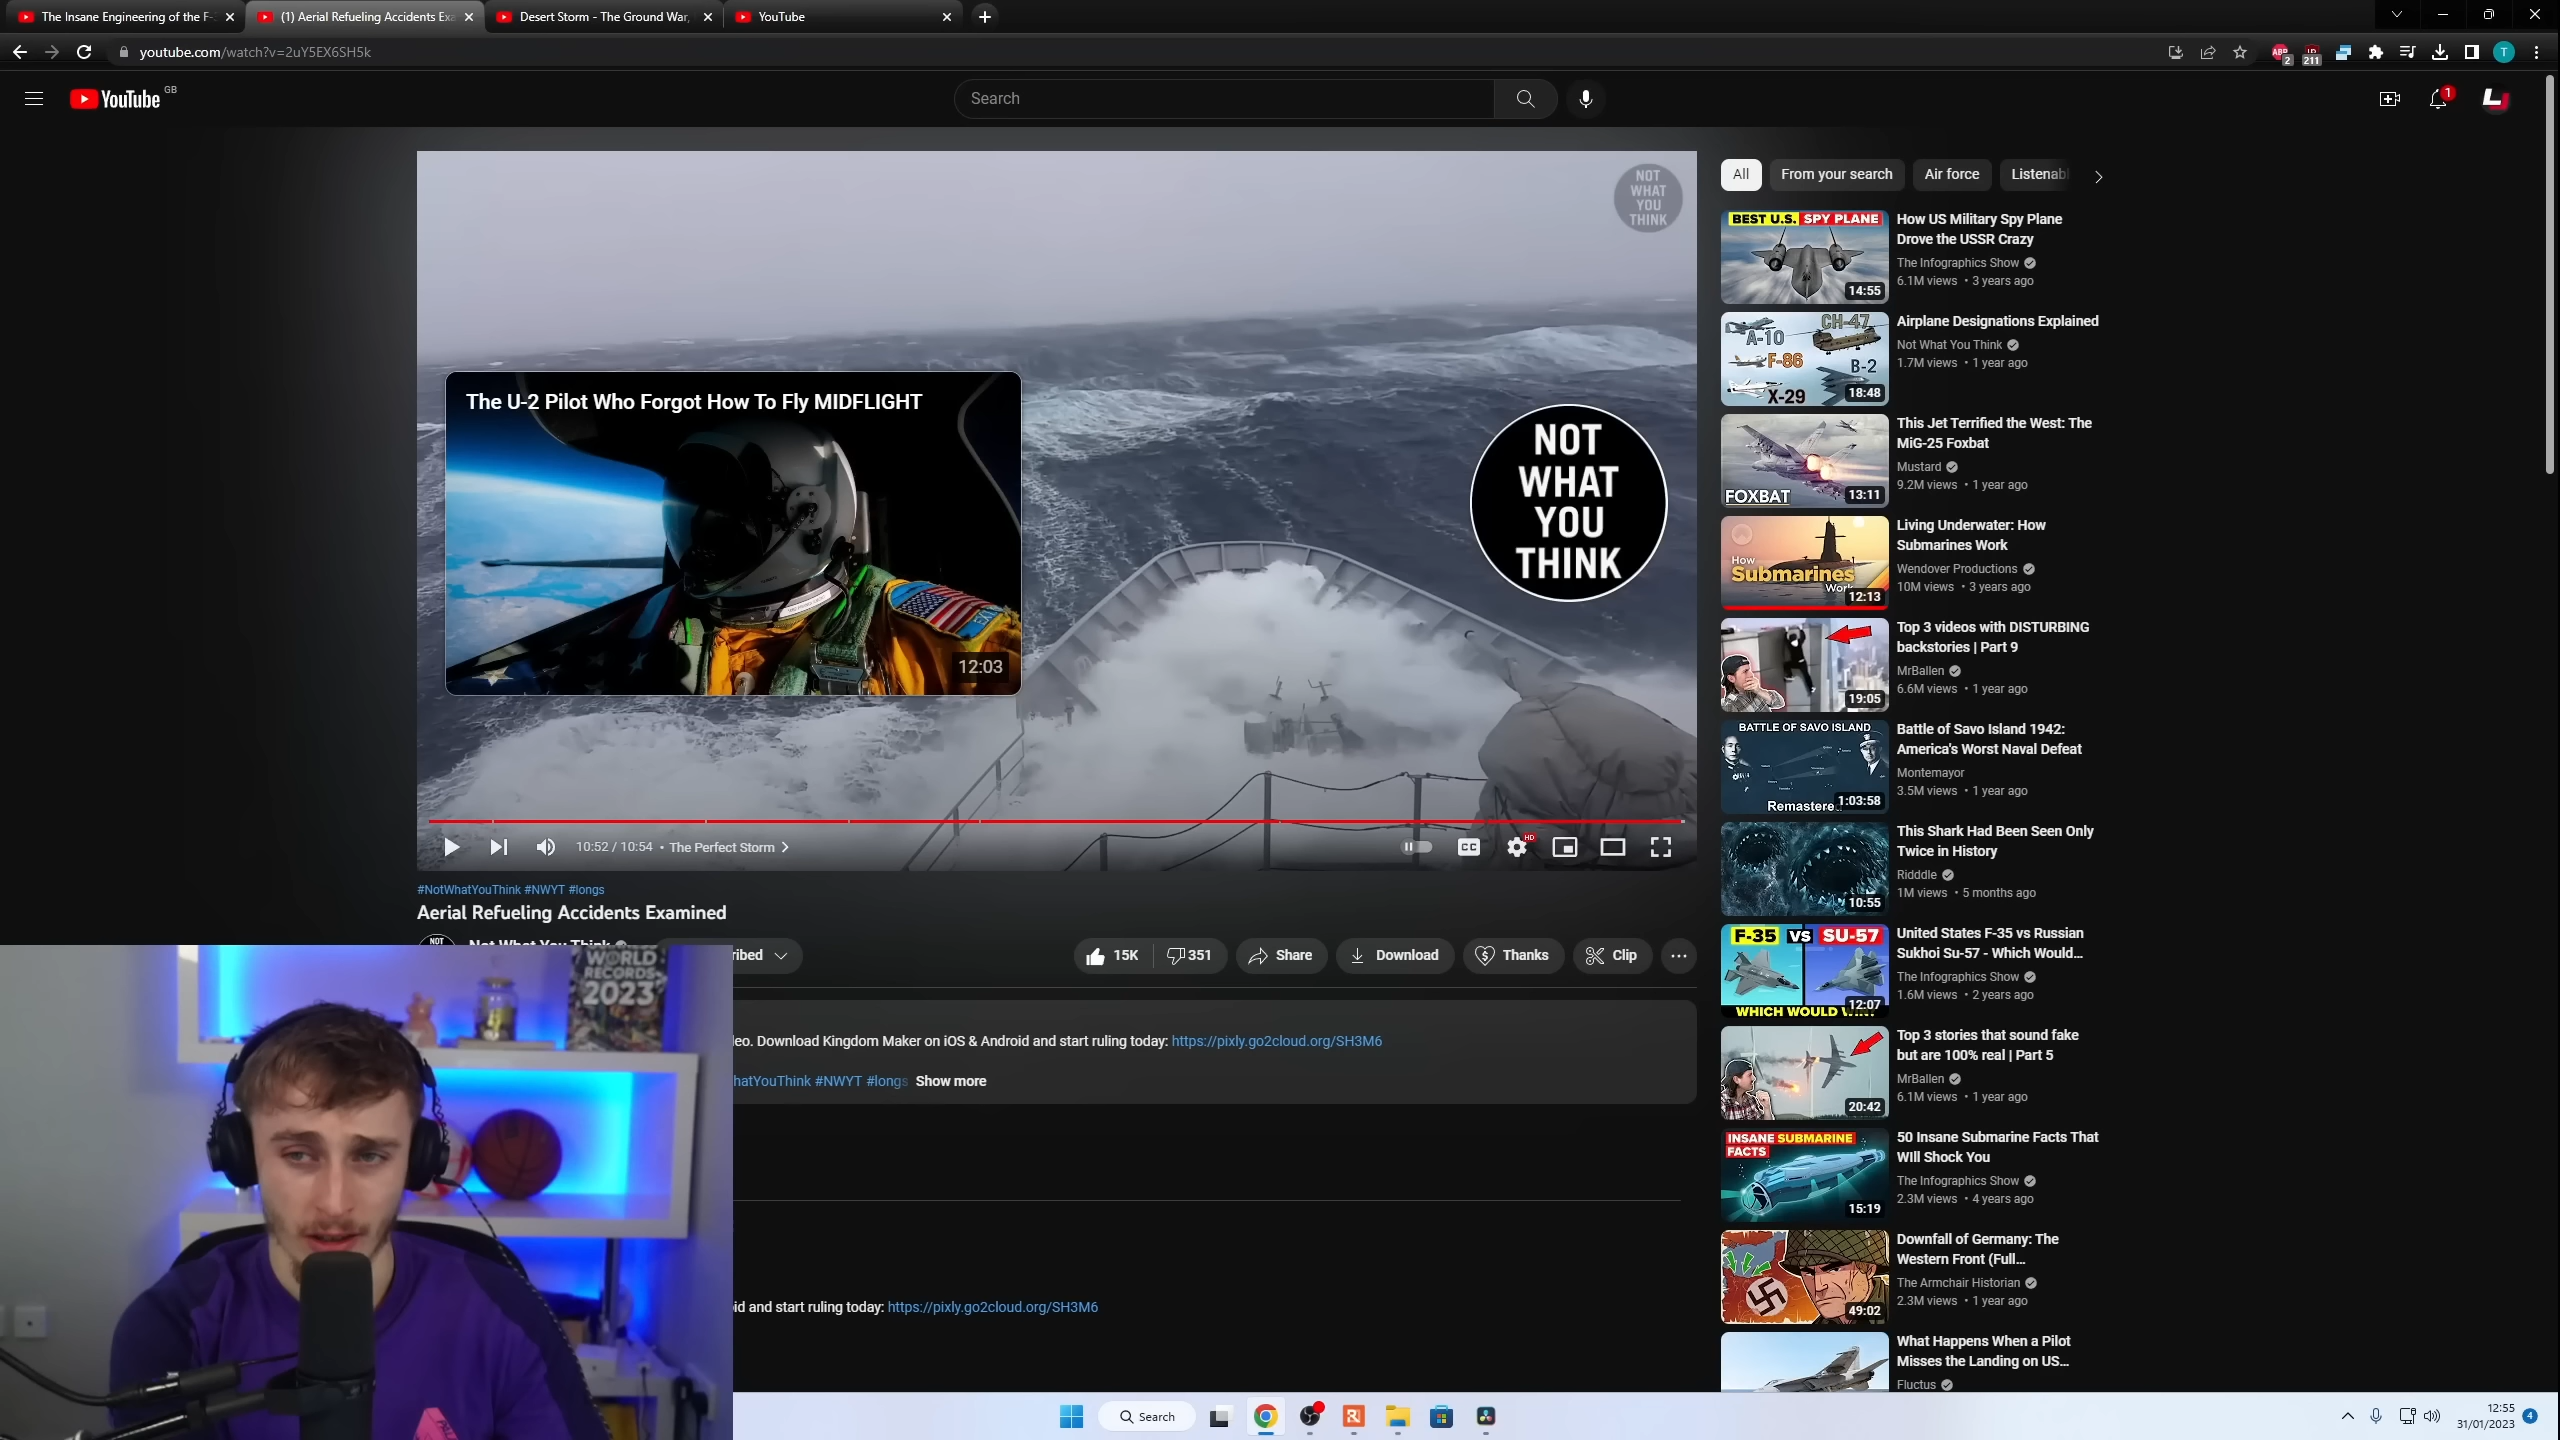 The Insane Engineering of the F-
(1) Aerial Refueling Accidents Exa
Desert Storm - The Ground War,
YouTube
youtube.com/watch?v=2uY5EX6SH5k
ABP
2
211
T
YouTube
GB
Search
1
NOT
WHAT
YOU
THINK
The U-2 Pilot Who Forgot How To Fly MIDFLIGHT
12:03
NOT
WHAT
YOU
THINK
10:52 / 10:54 • The Perfect Storm
CC
HD
#NotWhatYouThink #NWYT #longs
Aerial Refueling Accidents Examined
NOT
Not What You Think
ribed
15K
351
Share
Download
Thanks
Clip
deo. Download Kingdom Maker on iOS & Android and start ruling today: https://pixly.go2cloud.org/SH3M6
hatYouThink #NWYT #longs
Show more
id and start ruling today: https://pixly.go2cloud.org/SH3M6
WORLD
RECORDS
2023
All
From your search
Air force
Listenabl
BEST U.S. SPY PLANE
14:55
How US Military Spy Plane
Drove the USSR Crazy
The Infographics Show
6.1M views • 3 years ago
CH-47
A-10
F-86
B-2
X-29
18:48
Airplane Designations Explained
Not What You Think
1.7M views • 1 year ago
FOXBAT
13:11
This Jet Terrified the West: The
MiG-25 Foxbat
Mustard
9.2M views • 1 year ago
How
Submarines
Work
12:13
Living Underwater: How
Submarines Work
Wendover Productions
10M views • 3 years ago
19:05
Top 3 videos with DISTURBING
backstories | Part 9
MrBallen
6.6M views • 1 year ago
BATTLE OF SAVO ISLAND
Remastere
1:03:58
Battle of Savo Island 1942:
America's Worst Naval Defeat
Montemayor
3.5M views • 1 year ago
10:55
This Shark Had Been Seen Only
Twice in History
Ridddle
1M views • 5 months ago
F-35 VS SU-57
12:07
WHICH WOULD WIN?
United States F-35 vs Russian
Sukhoi Su-57 - Which Would...
The Infographics Show
1.6M views • 2 years ago
20:42
Top 3 stories that sound fake
but are 100% real | Part 5
MrBallen
6.1M views • 1 year ago
INSANE SUBMARINE
FACTS
15:19
50 Insane Submarine Facts That
WIll Shock You
The Infographics Show
2.3M views • 4 years ago
49:02
Downfall of Germany: The
Western Front (Full...
The Armchair Historian
2.3M views • 1 year ago
What Happens When a Pilot
Misses the Landing on US...
Fluctus
Search
12:55
31/01/2023
4